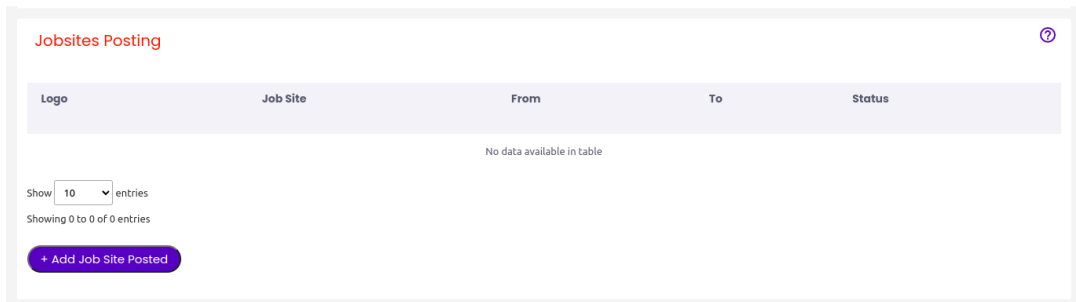 Jobsites Posting
Logo Job Site From To Status
No data available in table
Show 10 entries
Showing 0 to 0 of 0 entries
+ Add Job Site Posted